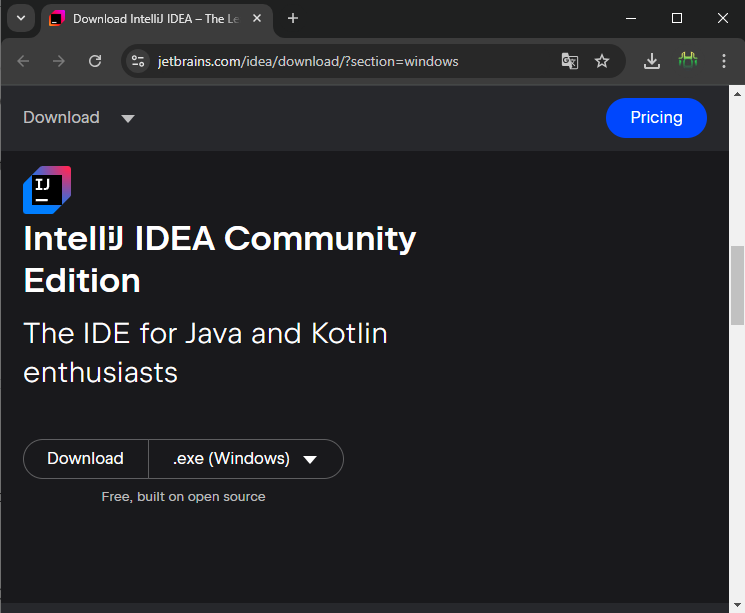 Download IntelliJ IDEA – The Le
jetbrains.com/idea/download/?section=windows
Download
Pricing
IJ
IntelliJ IDEA Community
Edition
The IDE for Java and Kotlin
enthusiasts
Download
.exe (Windows)
Free, built on open source